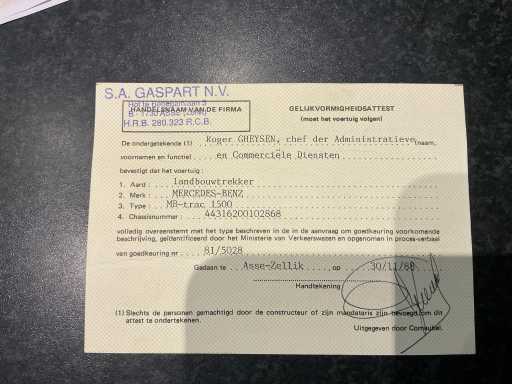 S.A. GASPART N.V.
HANDELSNAAM VAN DE FIRMA
B - 1730 ASSE (Zellik)
H.R.B. 280.323 R.C.B.
GELIJKVORMIGHEIDSATTEST
(moet het voertuig volgen)
De ondergetekende (1) Roger GHEYSEN, chef der Administratieve (naam,
voornamen en functie) en Commerciële Diensten
bevestigt dat het voertuig :
1. Aard : landbouwtrekker
2. Merk : MERCEDES-BENZ
3. Type : MB-trac 1500
4. Chassisnummer : 44316200102868
volledig overeenstemt met het type beschreven in de in de aanvraag om goedkeuring voorkomende
beschrijving, geïdentificeerd door het Ministerie van Verkeerswezen en opgenomen in proces-verbaal
van goedkeuring nr 81/5028
Gedaan te Asse-Zellik op 30/11/88
Handtekening
(1) Slechts de personen gemachtigd door de constructeur of zijn mandataris zijn bevoegd om dit
attest te ondertekenen.
Uitgegeven door Comaubel.